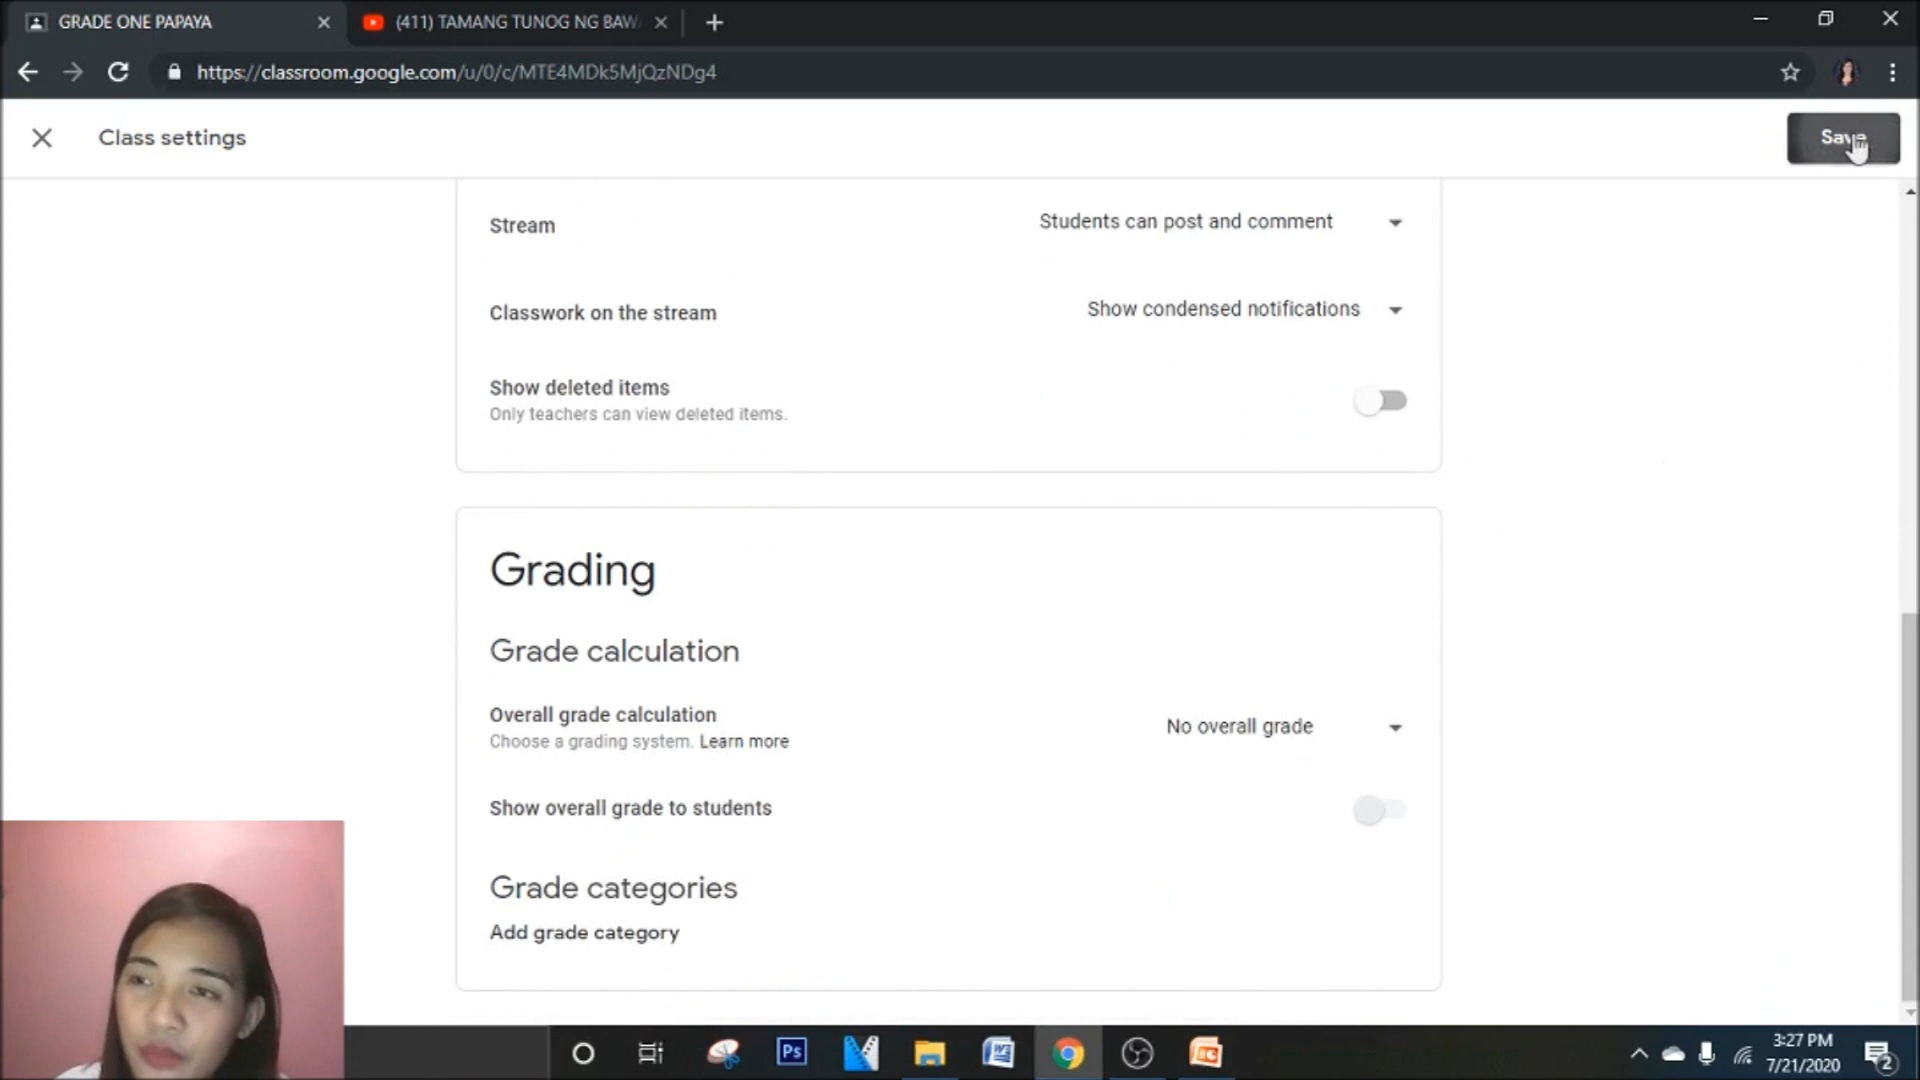 GRADE ONE PAPAYA
(411) TAMANG TUNOG NG BAW
https://classroom.google.com/u/0/c/MTE4MDk5MjQzNDg4
Class settings
Save
Stream
Students can post and comment
Classwork on the stream
Show condensed notifications
Show deleted items
Only teachers can view deleted items.
Grading
Grade calculation
Overall grade calculation
No overall grade
Choose a grading system. Learn more
Show overall grade to students
Grade categories
Add grade category
Ps
3:27 PM
7/21/2020
2